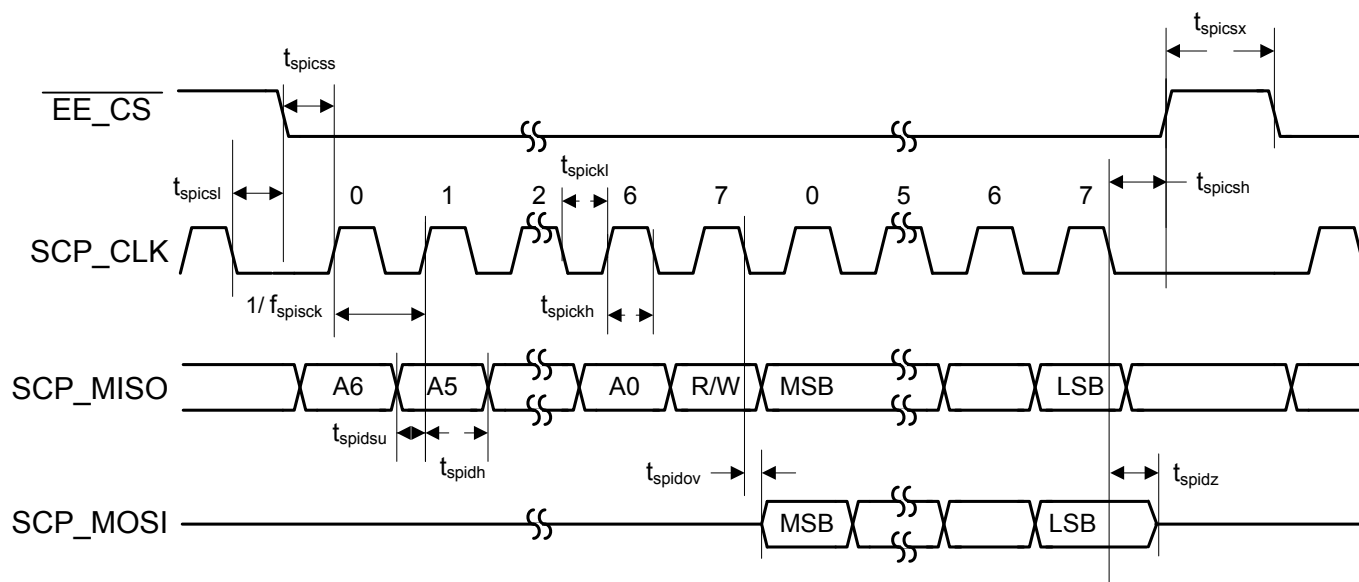 t_spicsx
t_spicss
EE_CS
t_spickl
t_spicsl
0 1 2 6 7 0 5 6 7
t_spicsh
SCP_CLK
1/ f_spisck
t_spickh
SCP_MISO A6 A5 A0 R/W MSB LSB
t_spidsu
t_spidh
t_spidov
t_spidz
SCP_MOSI MSB LSB